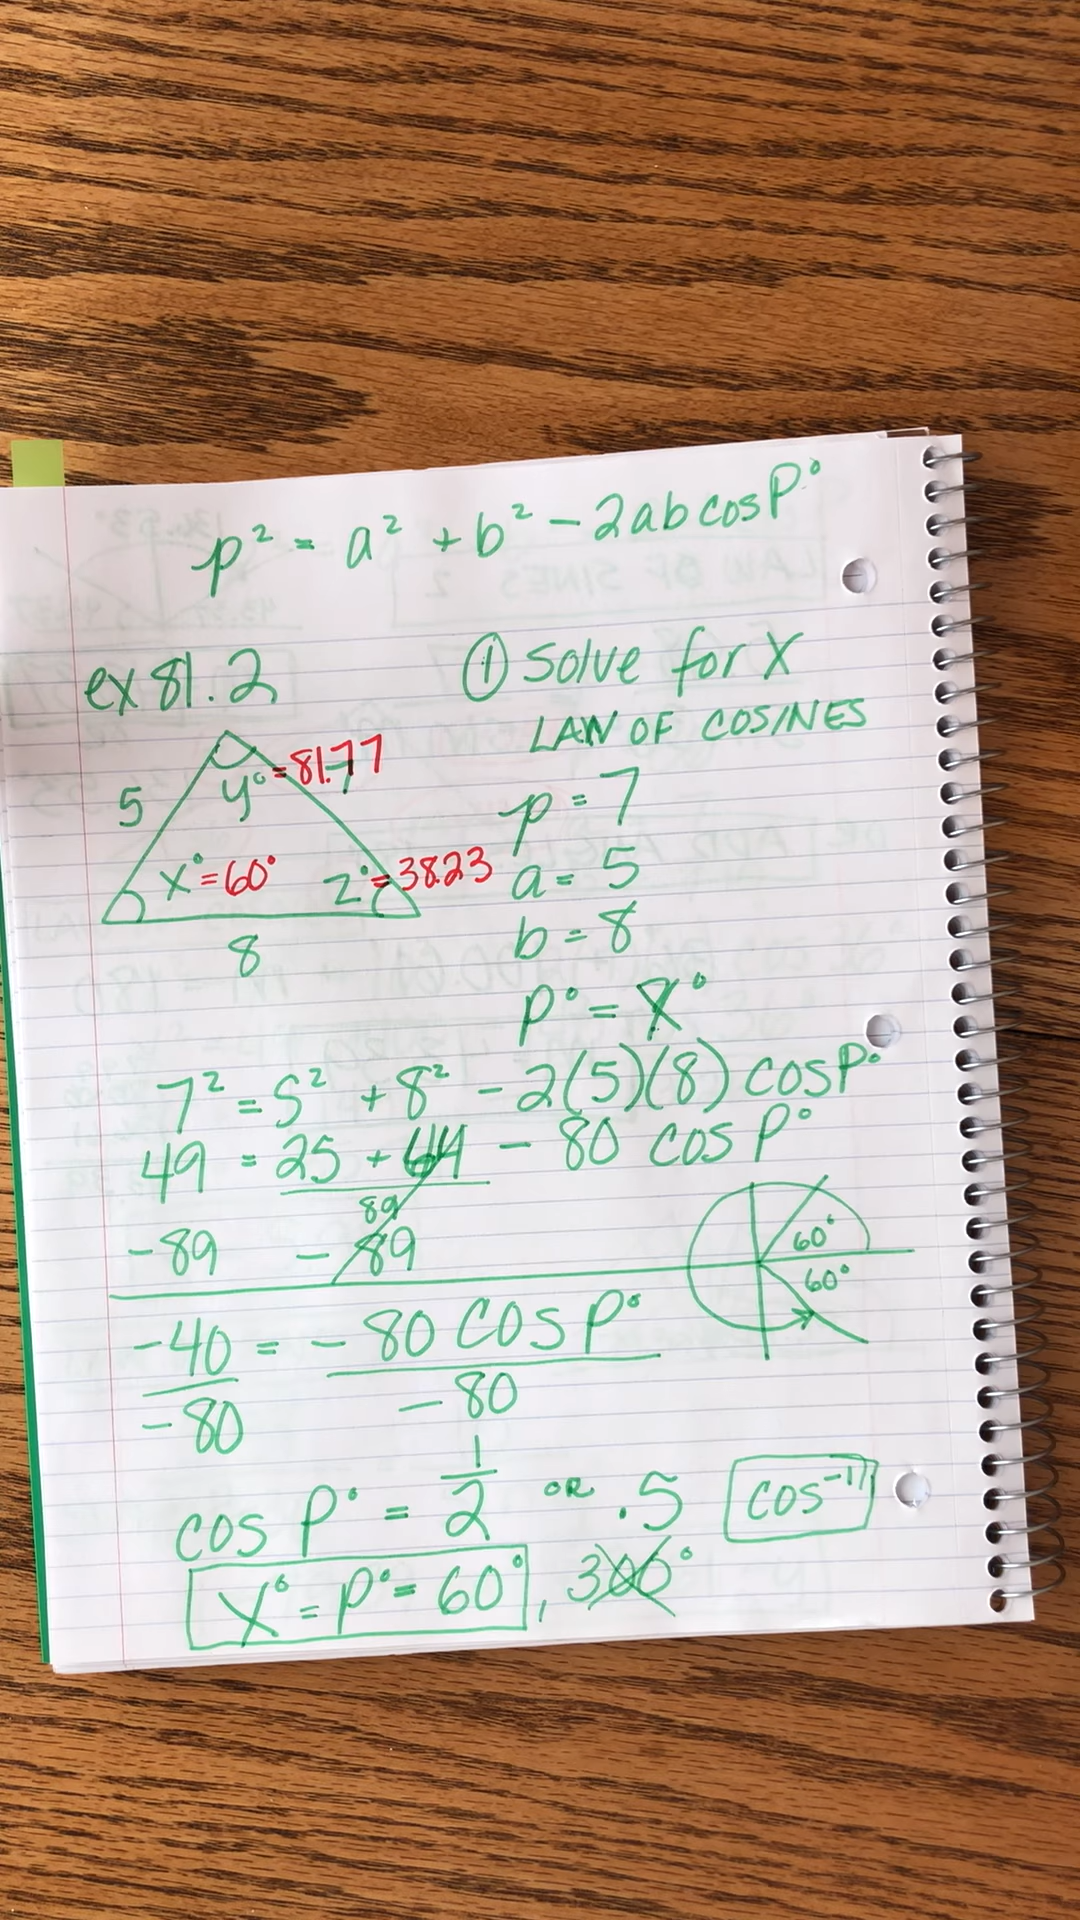 p² = a² + b² - 2ab cos P°
ex 81.2
① Solve for X
LAW OF COSINES
5
y° = 81.77
7
x° = 60°
z° = 38.23
8
p = 7
a = 5
b = 8
P° = X°
7² = 5² + 8² - 2(5)(8) cos P°
49 = 25 + 64 - 80 cos P°
89
-89 -89
60°
60°
-40 = -80 cos P°
-80 -80
cos P° = 1/2 OR .5 cos⁻¹
X° = P° = 60°, 300°